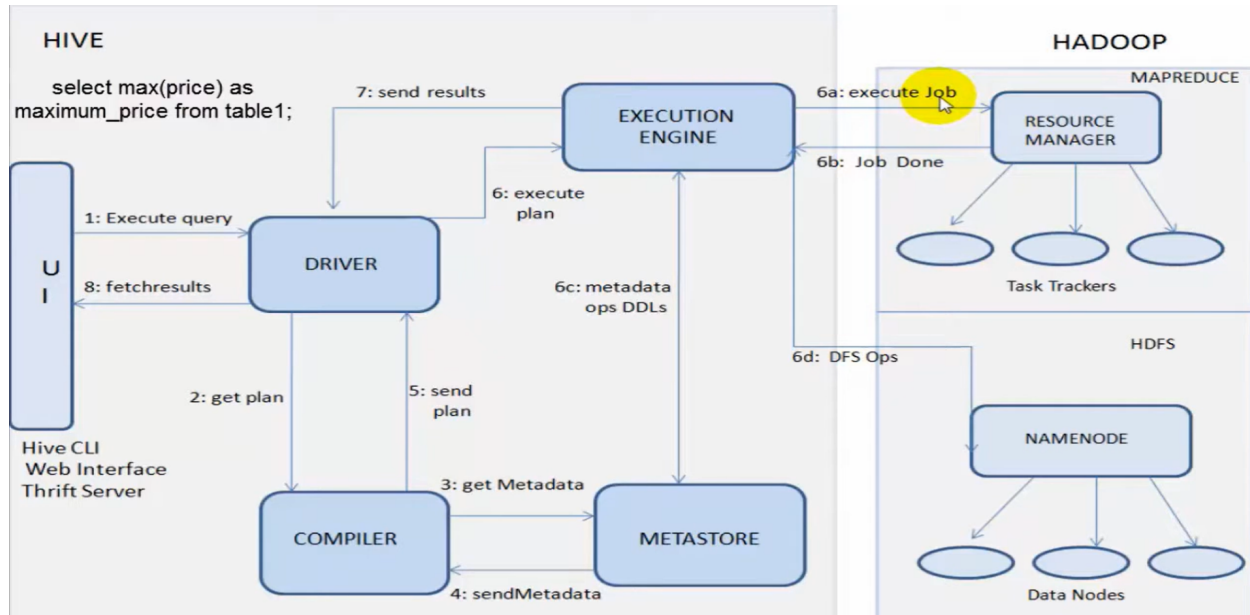 HIVE
select max(price) as
maximum_price from table1;
HADOOP
MAPREDUCE
7: send results
EXECUTION
ENGINE
6a: execute Job
RESOURCE
MANAGER
6b: Job Done
6: execute
plan
1: Execute query
DRIVER
U
I
8: fetchresults
6c: metadata
ops DDLs
Task Trackers
HDFS
6d: DFS Ops
2: get plan
5: send
plan
NAMENODE
Hive CLI
Web Interface
Thrift Server
3: get Metadata
COMPILER
METASTORE
4: sendMetadata
Data Nodes